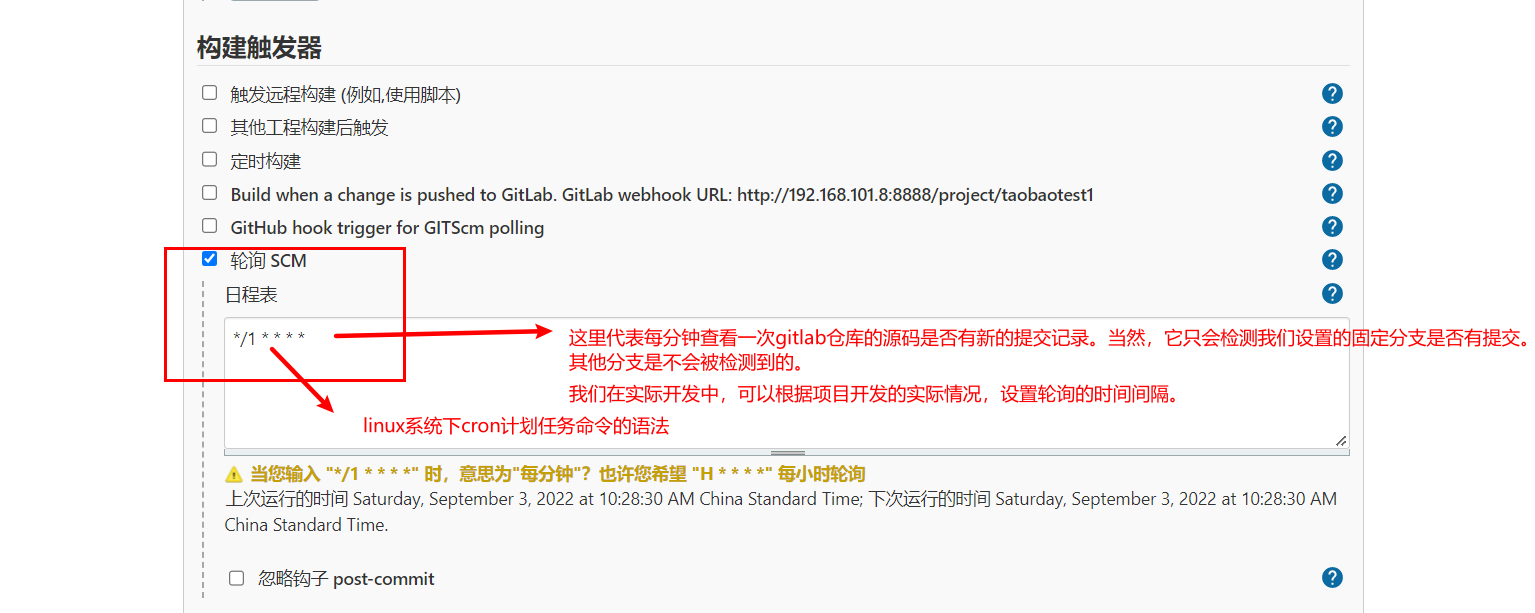 构建触发器
触发远程构建 (例如,使用脚本)
其他工程构建后触发
定时构建
Build when a change is pushed to GitLab. GitLab webhook URL: http://192.168.101.8:8888/project/taobaotest1
GitHub hook trigger for GITScm polling
轮询 SCM
日程表
*/1 * * * *
这里代表每分钟查看一次gitlab仓库的源码是否有新的提交记录。当然，它只会检测我们设置的固定分支是否有提交。
其他分支是不会被检测到的。
我们在实际开发中，可以根据项目开发的实际情况，设置轮询的时间间隔。
linux系统下cron计划任务命令的语法
当您输入 "*/1 * * * *" 时，意思为"每分钟"？也许您希望 "H * * * *" 每小时轮询
上次运行的时间 Saturday, September 3, 2022 at 10:28:30 AM China Standard Time; 下次运行的时间 Saturday, September 3, 2022 at 10:28:30 AM
China Standard Time.
忽略钩子 post-commit